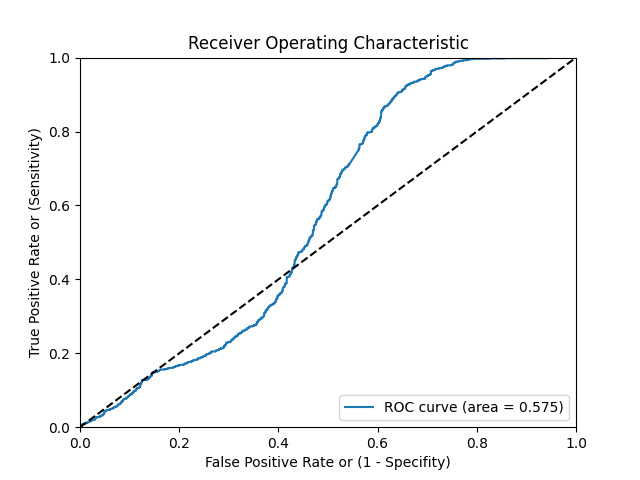 Receiver Operating Characteristic
True Positive Rate or (Sensitivity)
1.0
0.8
0.6
0.4
0.2
0.0
ROC curve (area = 0.575)
0.0 0.2 0.4 0.6 0.8 1.0
False Positive Rate or (1 - Specifity)